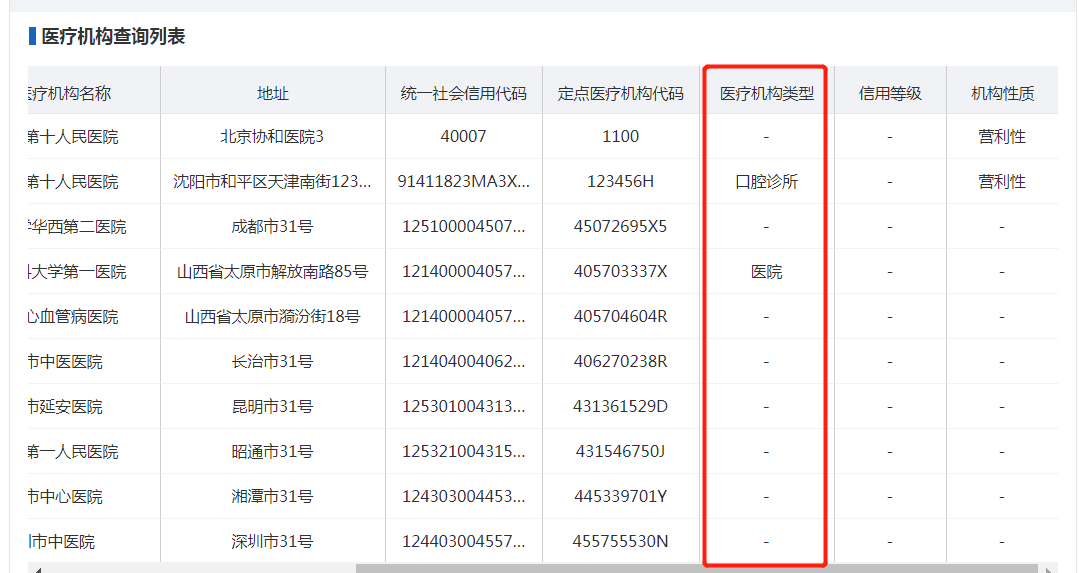 医疗机构查询列表
医疗机构名称 地址 统一社会信用代码 定点医疗机构代码 医疗机构类型 信用等级 机构性质
第十人民医院 北京协和医院3 40007 1100 - - 营利性
第十人民医院 沈阳市和平区天津南街123... 91411823MA3X... 123456H 口腔诊所 - 营利性
华西第二医院 成都市31号 125100004507... 45072695X5 - - -
大学第一医院 山西省太原市解放南路85号 121400004057... 405703337X 医院 - -
心血管病医院 山西省太原市漪汾街18号 121400004057... 405704604R - - -
市中医医院 长治市31号 121404004062... 406270238R - - -
市延安医院 昆明市31号 125301004313... 431361529D - - -
第一人民医院 昭通市31号 125321004315... 431546750J - - -
市中心医院 湘潭市31号 124303004453... 445339701Y - - -
市中医院 深圳市31号 124403004557... 455755530N - - -